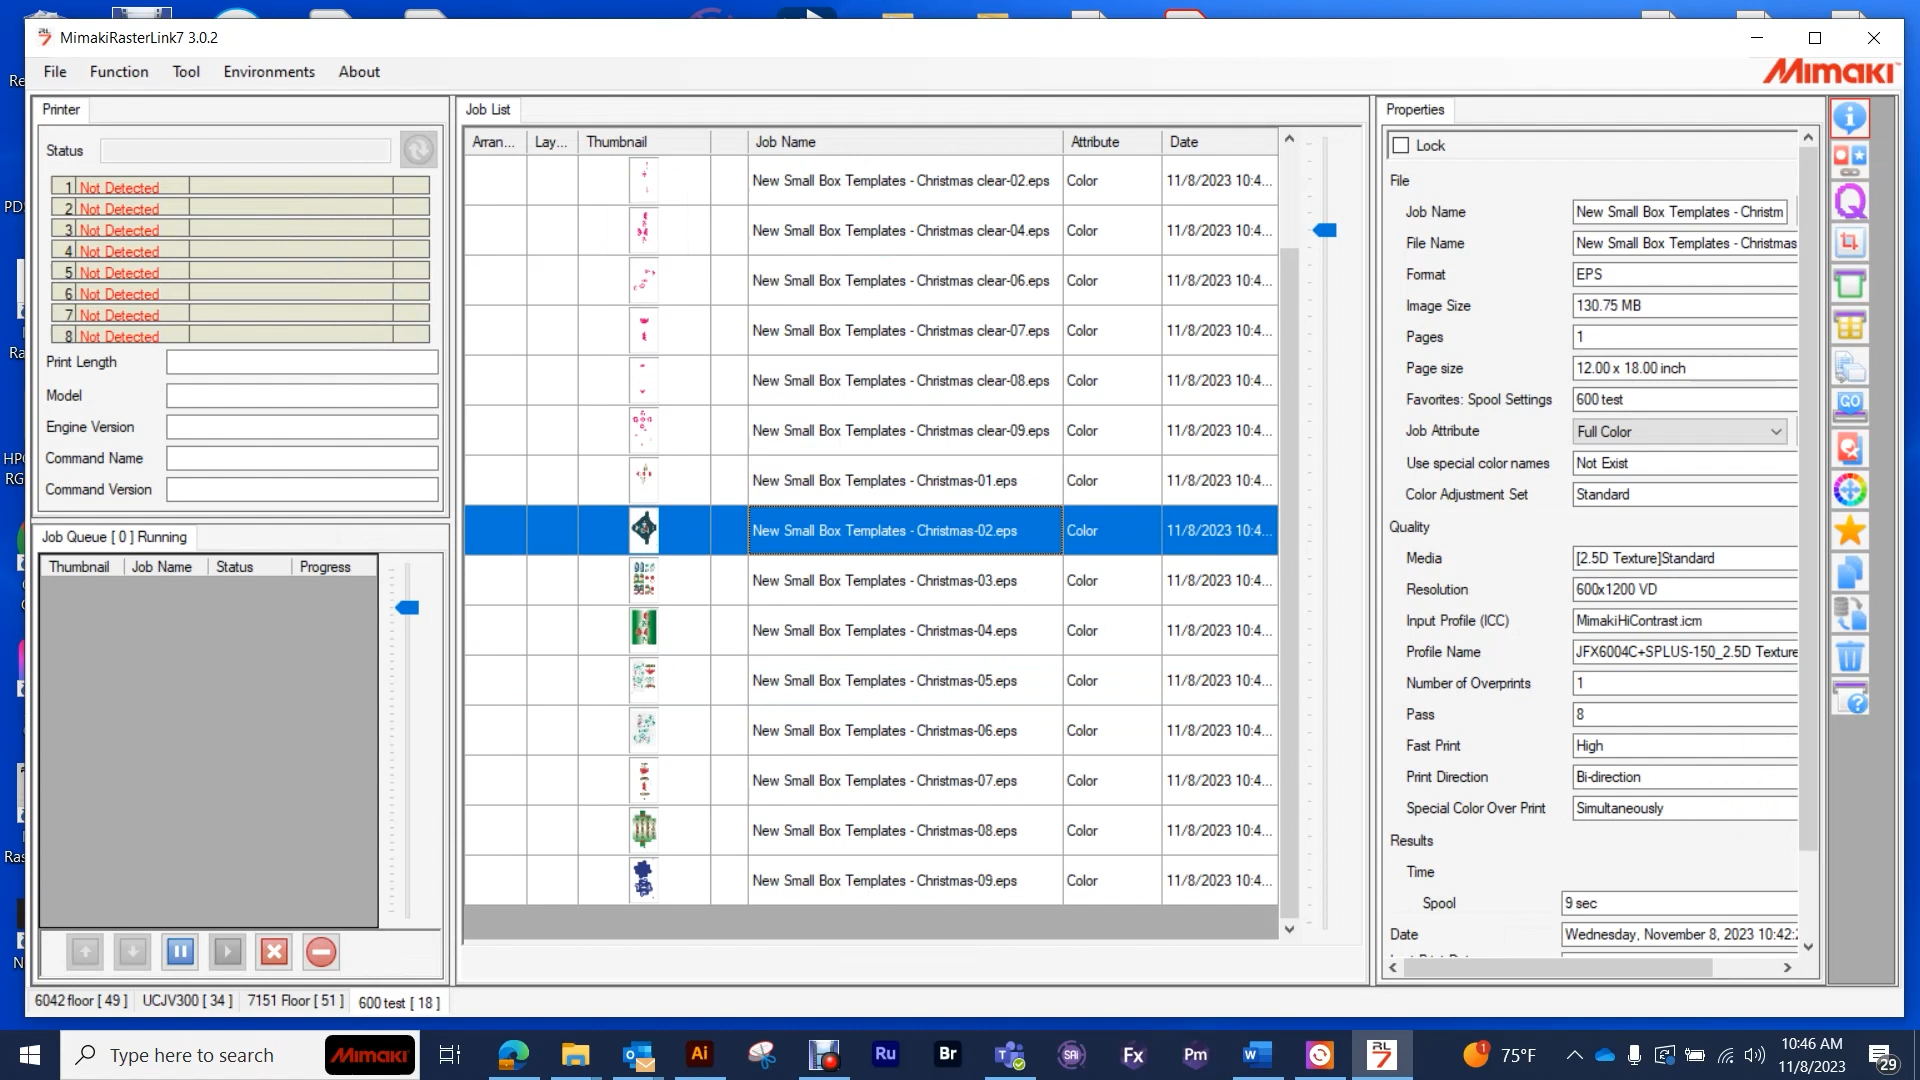 MimakiRasterLink7 3.0.2
File Function Tool Environments About
Mimaki
Printer
Status
1 Not Detected
2 Not Detected
3 Not Detected
4 Not Detected
5 Not Detected
6 Not Detected
7 Not Detected
8 Not Detected
Print Length
Model
Engine Version
Command Name
Command Version
Job Queue [ 0 ] Running
Thumbnail Job Name Status Progress
6042 floor [ 49 ] UCJV300 [ 34 ] 7151 Floor [ 51 ] 600 test [ 18 ]
Job List
Arran... Lay... Thumbnail Job Name Attribute Date
New Small Box Templates - Christmas clear-02.eps Color 11/8/2023 10:4...
New Small Box Templates - Christmas clear-04.eps Color 11/8/2023 10:4...
New Small Box Templates - Christmas clear-06.eps Color 11/8/2023 10:4...
New Small Box Templates - Christmas clear-07.eps Color 11/8/2023 10:4...
New Small Box Templates - Christmas clear-08.eps Color 11/8/2023 10:4...
New Small Box Templates - Christmas clear-09.eps Color 11/8/2023 10:4...
New Small Box Templates - Christmas-01.eps Color 11/8/2023 10:4...
New Small Box Templates - Christmas-02.eps Color 11/8/2023 10:4...
New Small Box Templates - Christmas-03.eps Color 11/8/2023 10:4...
New Small Box Templates - Christmas-04.eps Color 11/8/2023 10:4...
New Small Box Templates - Christmas-05.eps Color 11/8/2023 10:4...
New Small Box Templates - Christmas-06.eps Color 11/8/2023 10:4...
New Small Box Templates - Christmas-07.eps Color 11/8/2023 10:4...
New Small Box Templates - Christmas-08.eps Color 11/8/2023 10:4...
New Small Box Templates - Christmas-09.eps Color 11/8/2023 10:4...
Properties
Lock
File
Job Name New Small Box Templates - Christm
File Name New Small Box Templates - Christmas
Format EPS
Image Size 130.75 MB
Pages 1
Page size 12.00 x 18.00 inch
Favorites: Spool Settings 600 test
Job Attribute Full Color
Use special color names Not Exist
Color Adjustment Set Standard
Quality
Media [2.5D Texture]Standard
Resolution 600x1200 VD
Input Profile (ICC) MimakiHiContrast.icm
Profile Name JFX6004C+SPLUS-150_2.5D Texture
Number of Overprints 1
Pass 8
Fast Print High
Print Direction Bi-direction
Special Color Over Print Simultaneously
Results
Time
Spool 9 sec
Date Wednesday, November 8, 2023 10:42:
GO
Type here to search Mimaki
Ai Ru Br SAi Fx Pm W RL 7
75°F
10:46 AM
11/8/2023
29